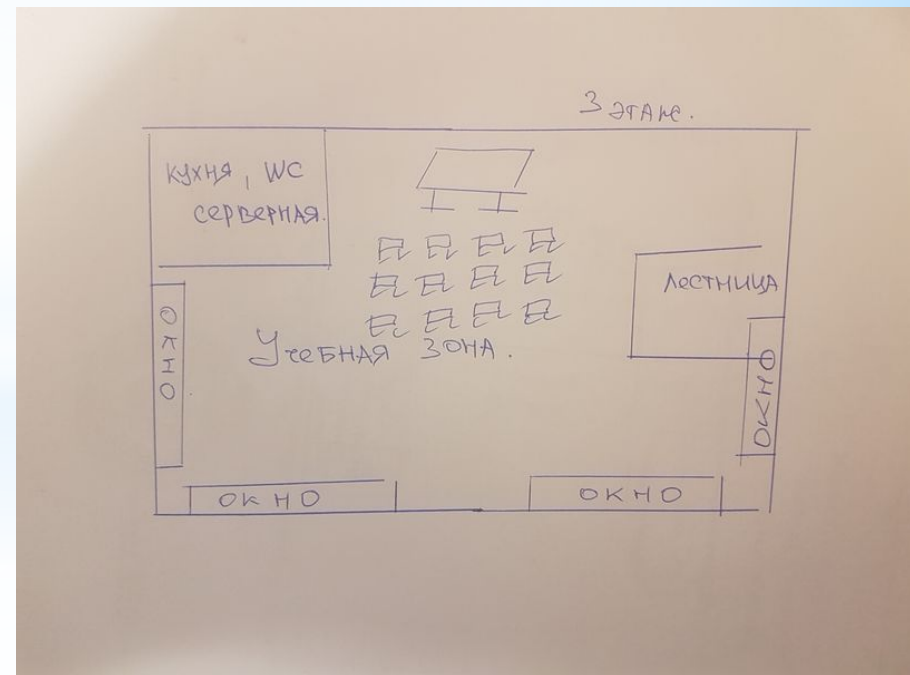 3 этаж.
кухня, WC
серверная.
лестница
окно
Учебная зона.
окно
окно
окно